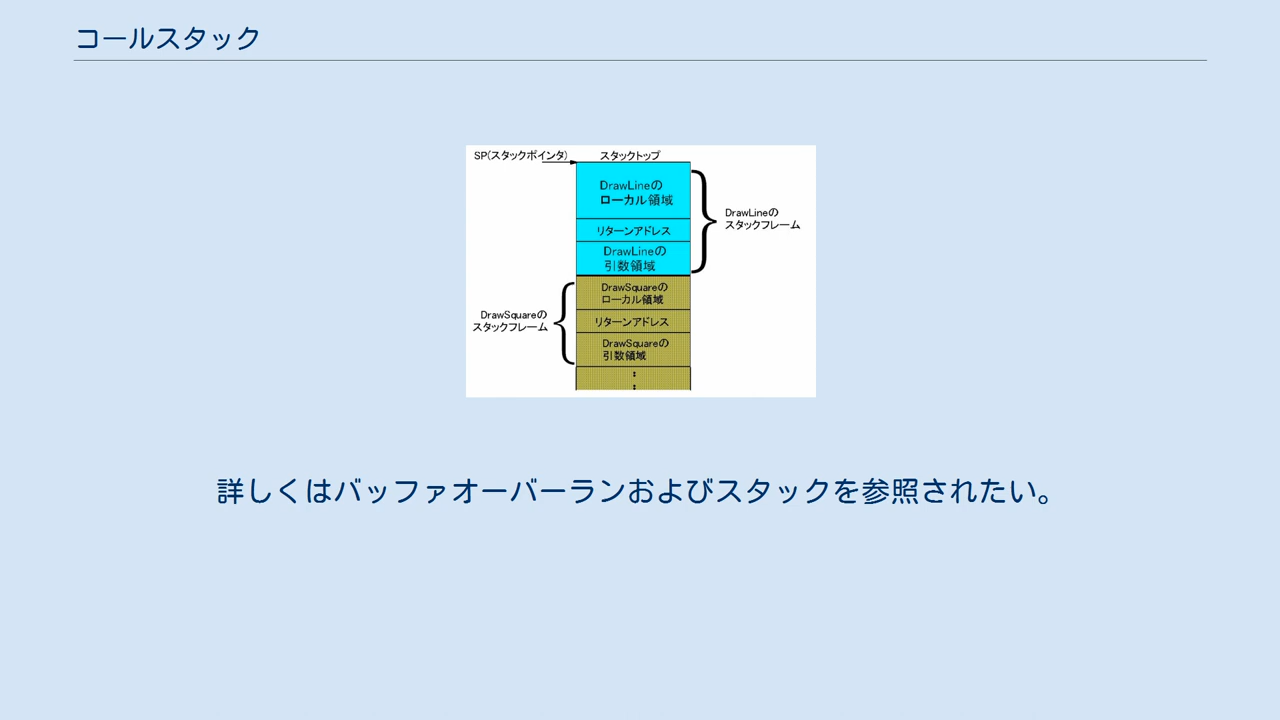 コールスタック
SP(スタックポインタ)
スタックトップ
DrawLineの
ローカル領域
リターンアドレス
DrawLineの
引数領域
DrawLineの
スタックフレーム
DrawSquareの
ローカル領域
リターンアドレス
DrawSquareの
引数領域
DrawSquareの
スタックフレーム
詳しくはバッファオーバーランおよびスタックを参照されたい。